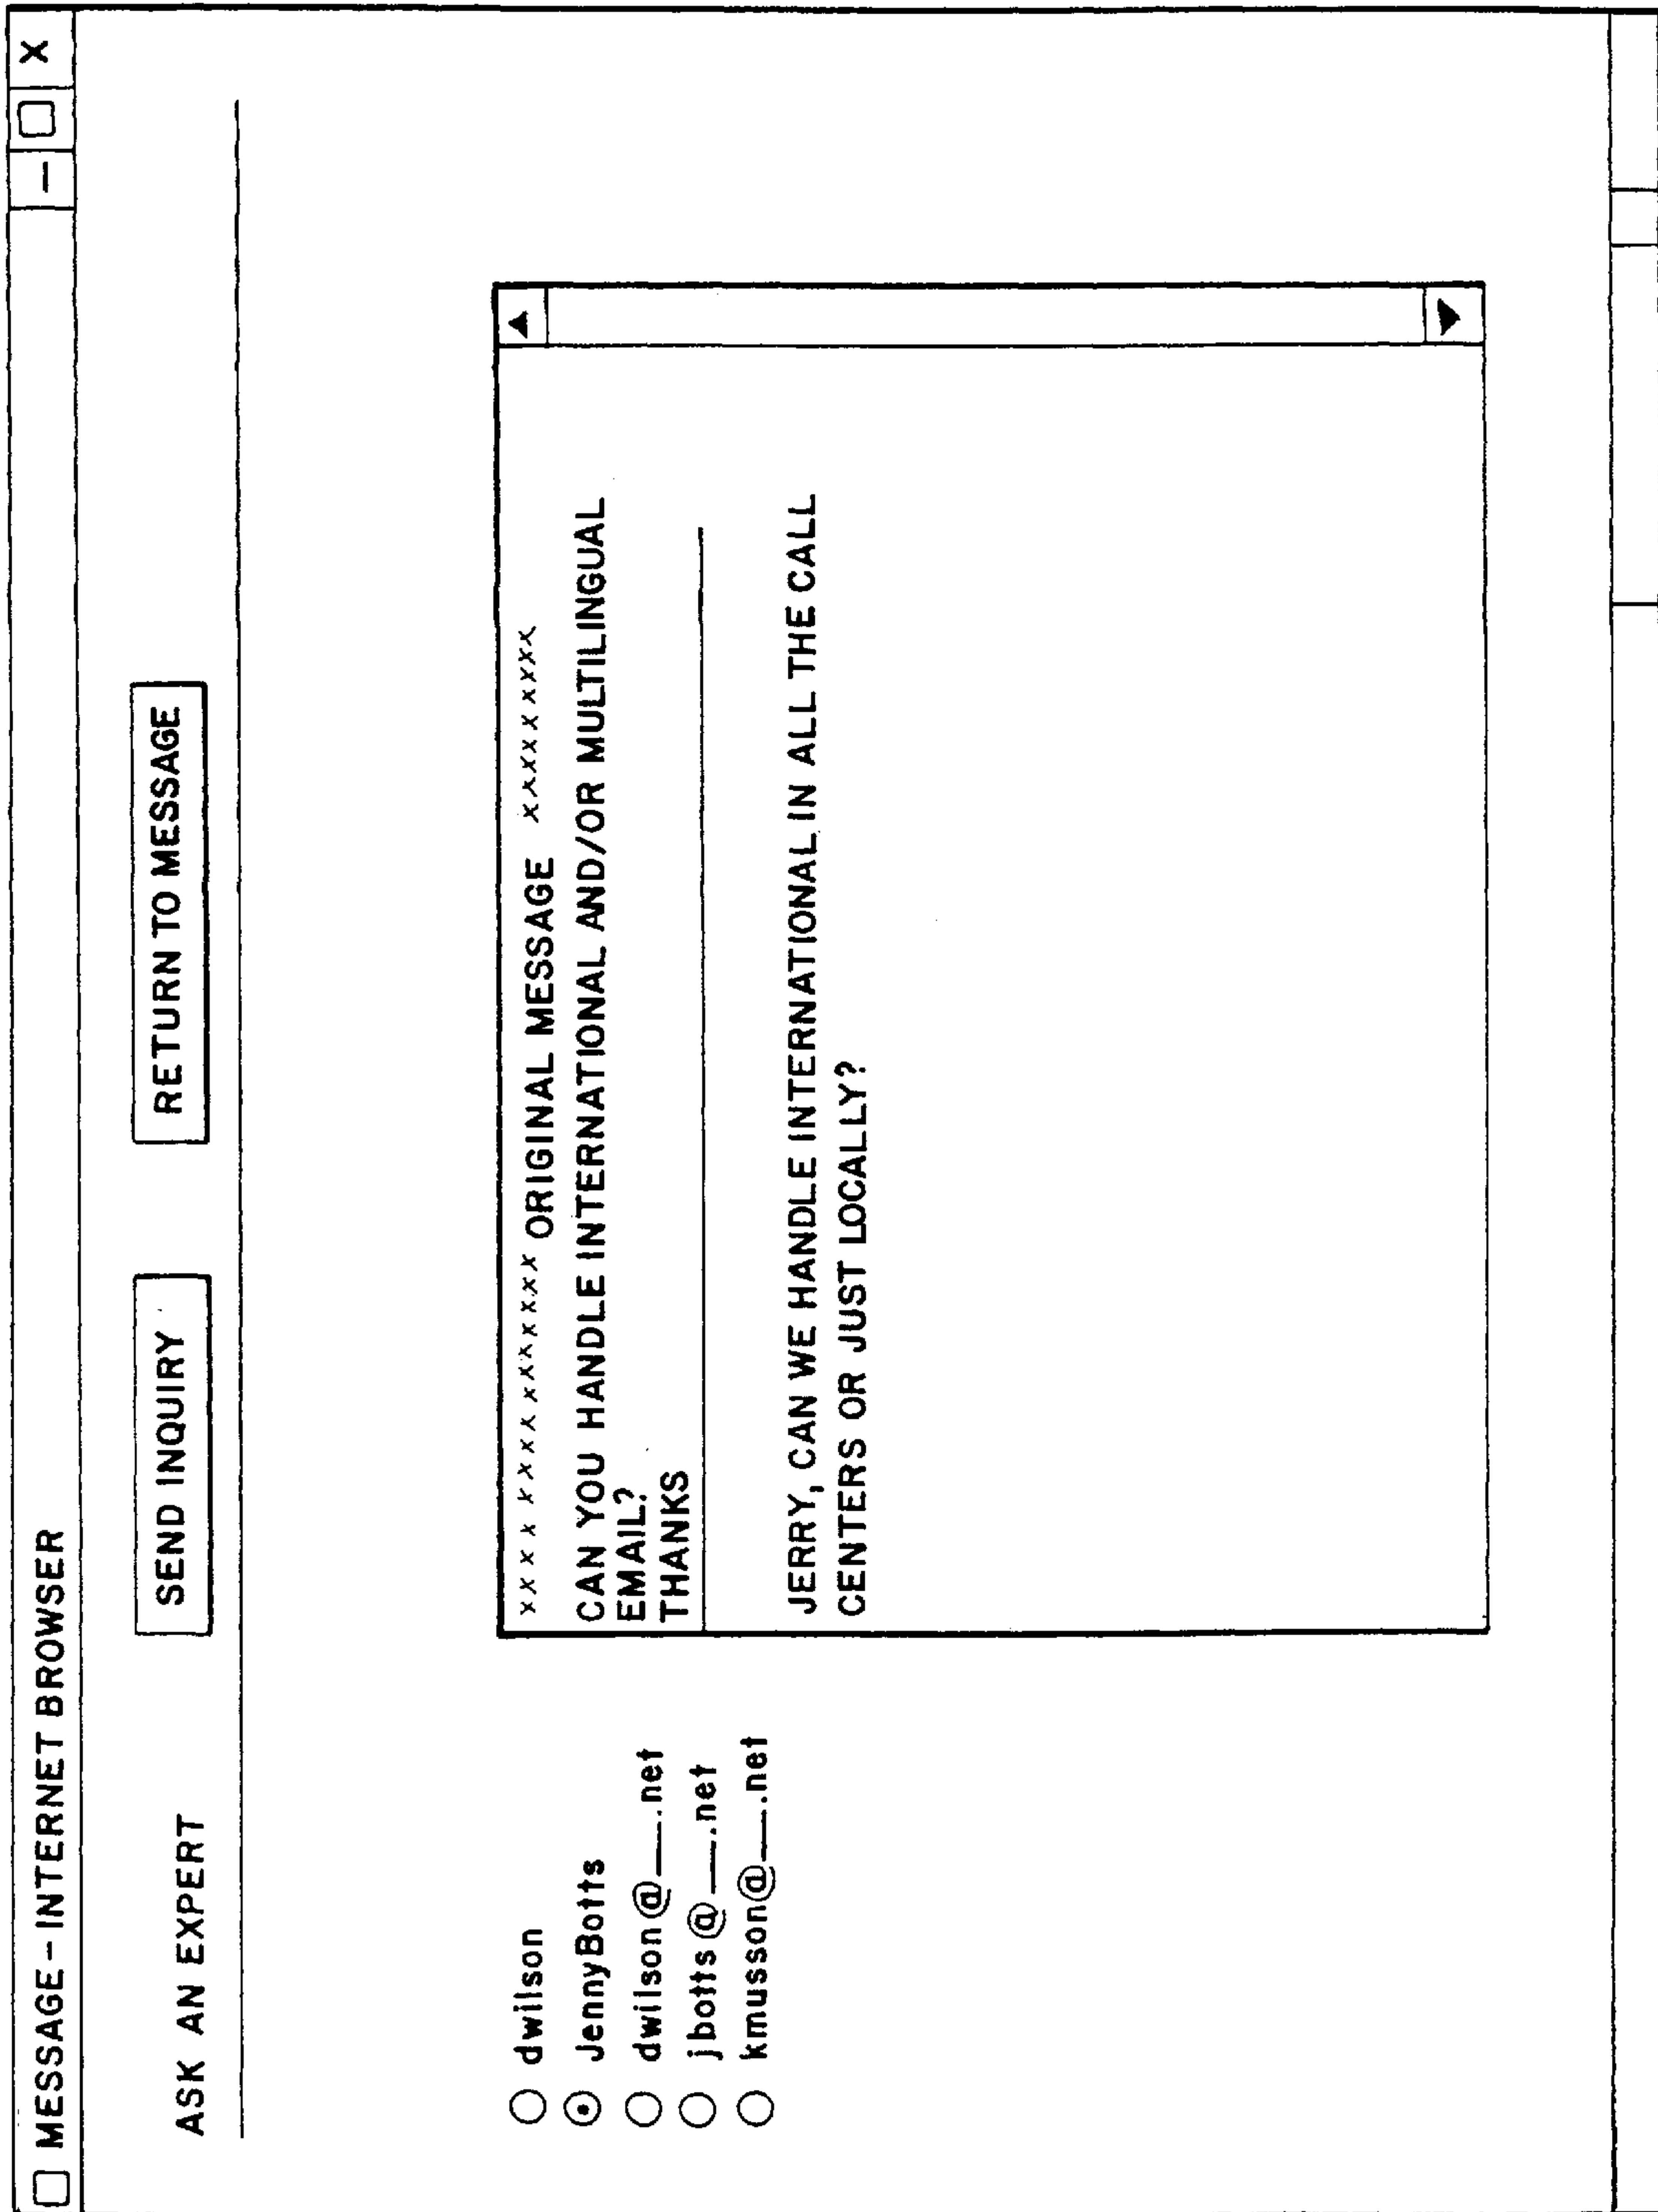 MESSAGE - INTERNET BROWSER
ASK AN EXPERT
SEND INQUIRY
RETURN TO MESSAGE
dwilson
JennyBotts
dwilson@___.net
jbotts@___.net
kmusson@___.net
xxxxxxxxxxxxxxx ORIGINAL MESSAGE xxxxxxxxx
CAN YOU HANDLE INTERNATIONAL AND/OR MULTILINGUAL
EMAIL?
THANKS
JERRY, CAN WE HANDLE INTERNATIONAL IN ALL THE CALL
CENTERS OR JUST LOCALLY?